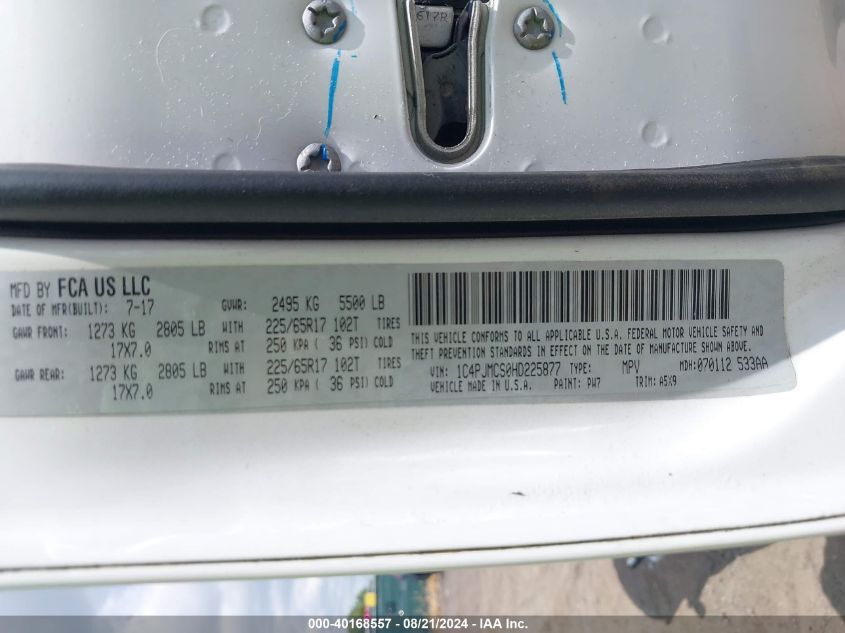 617R
MFD BY FCA US LLC
DATE OF MFR(BUILT): 7-17 GVWR: 2495 KG 5500 LB
GAWR FRONT: 1273 KG 2805 LB WITH 225/65R17 102T TIRES
17X7.0 RIMS AT 250 KPA ( 36 PSI) COLD
GAWR REAR: 1273 KG 2805 LB WITH 225/65R17 102T TIRES
17X7.0 RIMS AT 250 KPA ( 36 PSI) COLD
THIS VEHICLE CONFORMS TO ALL APPLICABLE U.S.A. FEDERAL MOTOR VEHICLE SAFETY AND
THEFT PREVENTION STANDARDS IN EFFECT ON THE DATE OF MANUFACTURE SHOWN ABOVE.
VIN: 1C4PJMCS0HD225877 TYPE: MPV MDH:070112 533AA
VEHICLE MADE IN U.S.A. PAINT: PW7 TRIM: A5X9
000-40168557 - 08/21/2024 - IAA Inc.